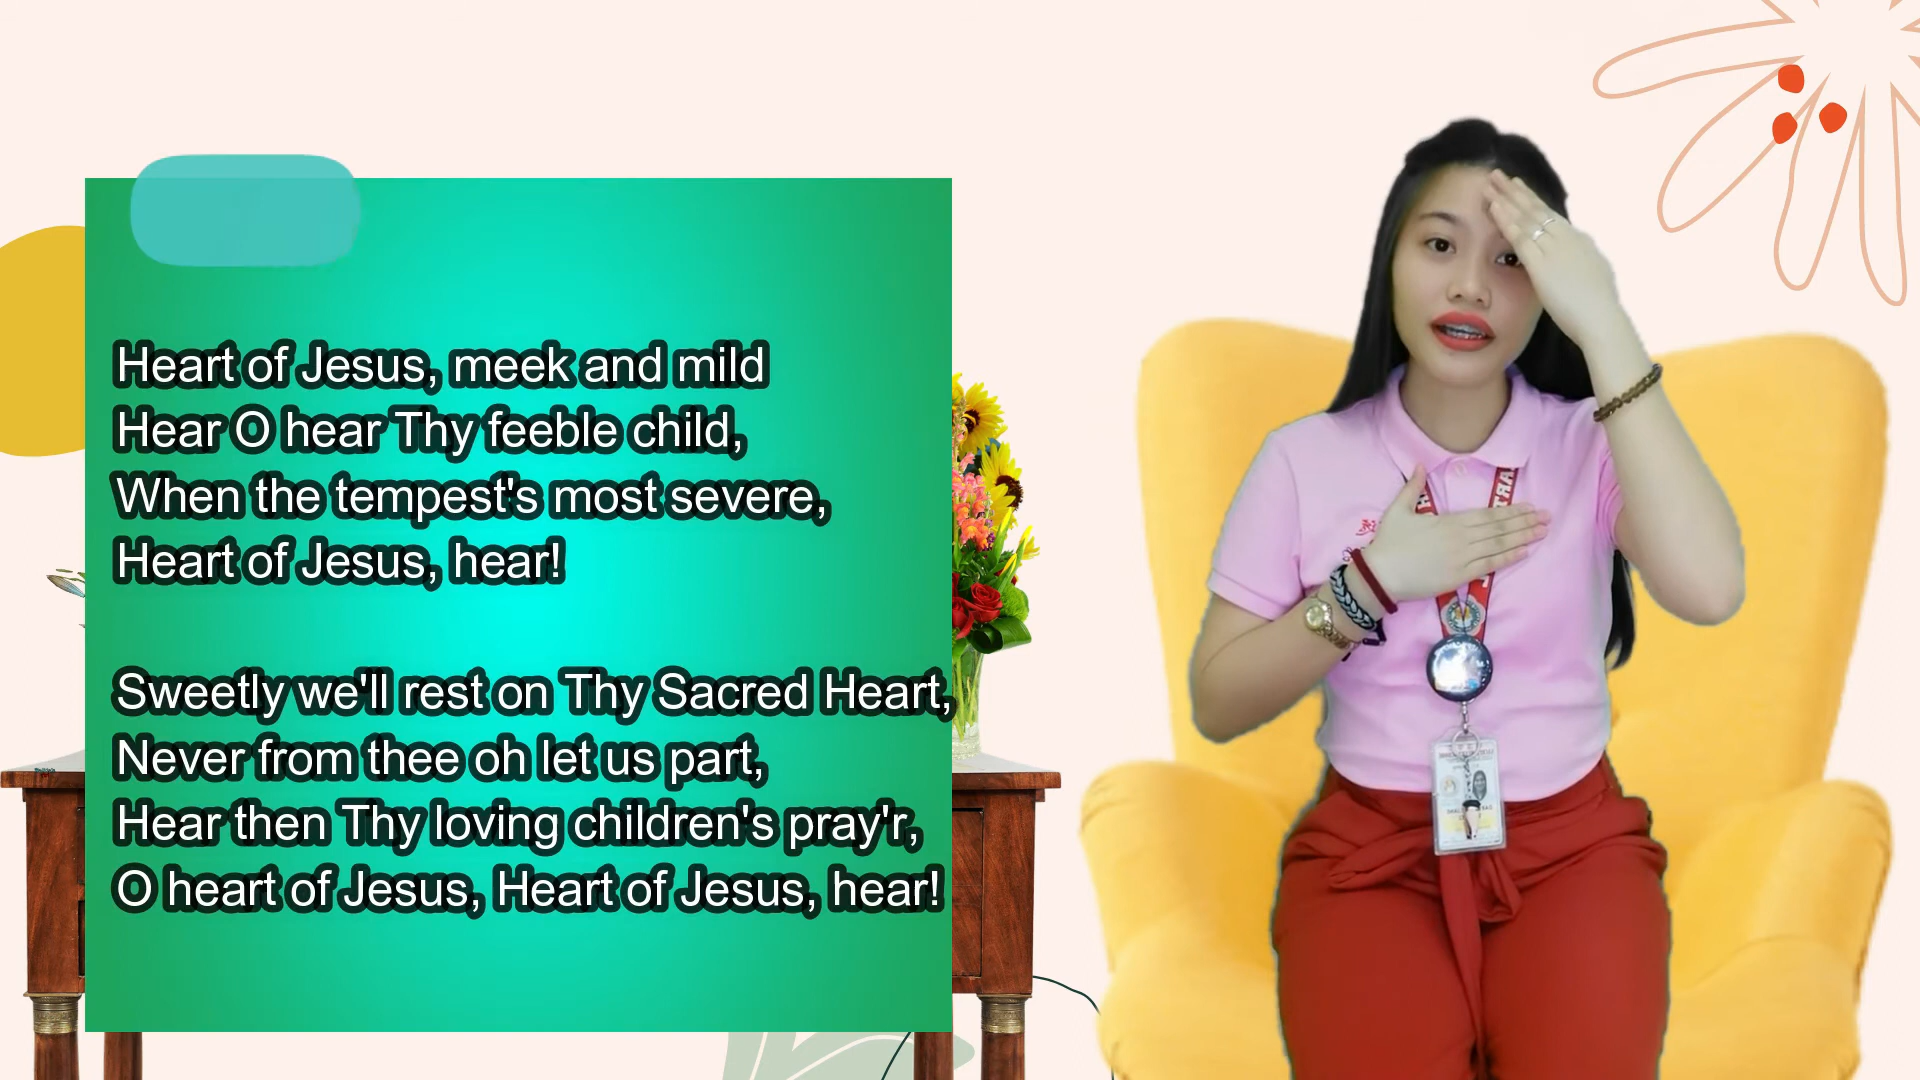 Heart of Jesus, meek and mild
Hear O hear Thy feeble child,
When the tempest's most severe,
Heart of Jesus, hear!
Sweetly we'll rest on Thy Sacred Heart,
Never from thee oh let us part,
Hear then Thy loving children's pray'r,
O heart of Jesus, Heart of Jesus, hear!